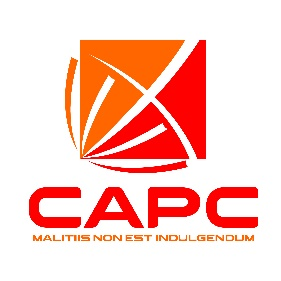 CAPC
MALITIIS NON EST INDULGENDUM